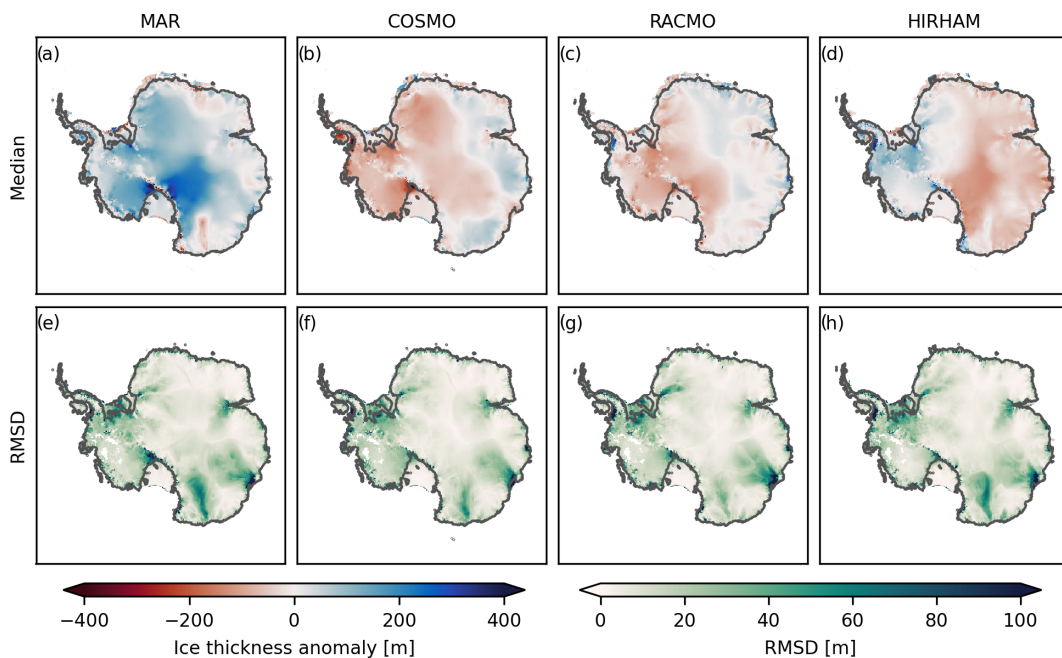 MAR COSMO RACMO HIRHAM
Median
(a) (b) (c) (d)
RMSD
(e) (f) (g) (h)
−400 −200 0 200 400
Ice thickness anomaly [m]
0 20 40 60 80 100
RMSD [m]